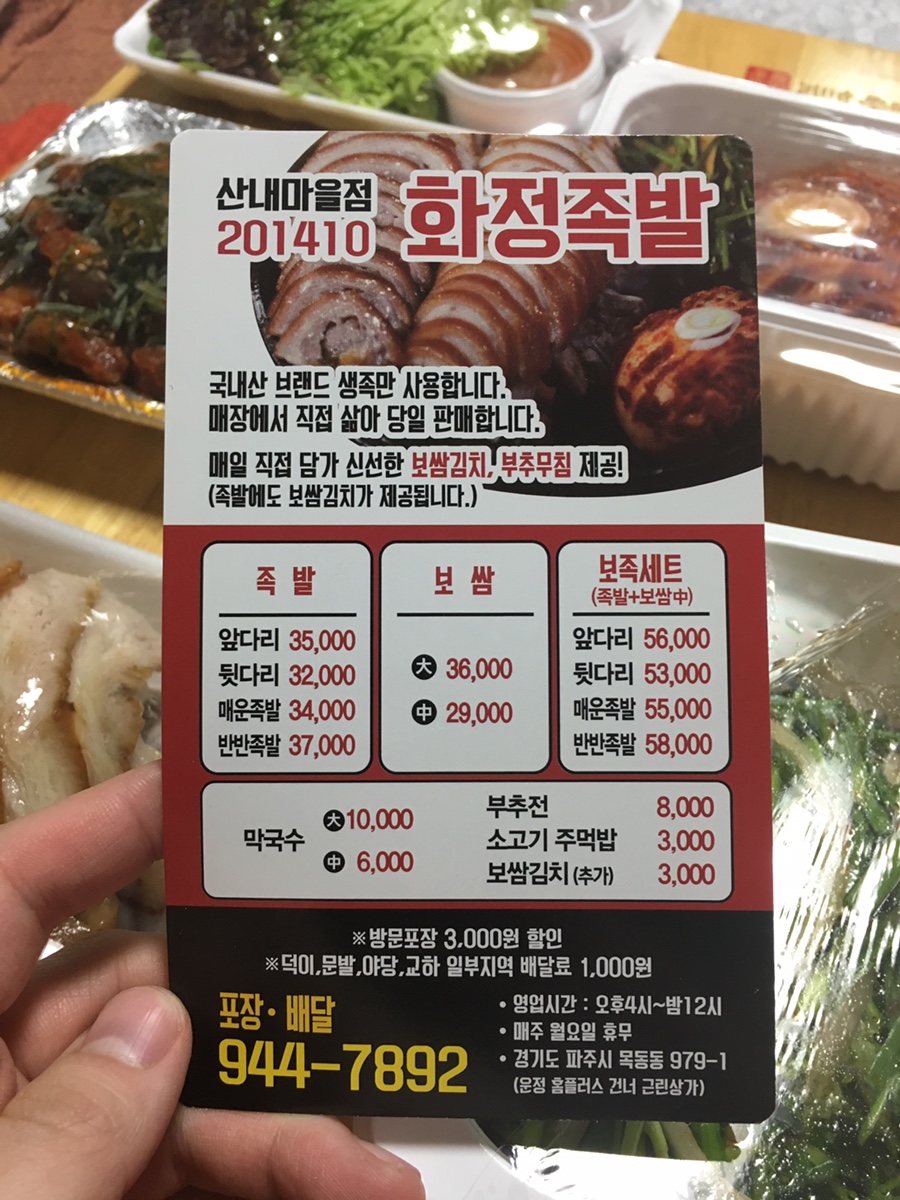 산내마을점
201410
화정족발
국내산 브랜드 생족만 사용합니다.
매장에서 직접 삶아 당일 판매합니다.
매일 직접 담가 신선한 보쌈김치, 부추무침 제공!
(족발에도 보쌈김치가 제공됩니다.)
족 발
앞다리 35,000
뒷다리 32,000
매운족발 34,000
반반족발 37,000
보 쌈
大 36,000
中 29,000
보족세트
(족발+보쌈中)
앞다리 56,000
뒷다리 53,000
매운족발 55,000
반반족발 58,000
막국수
大 10,000
中 6,000
부추전 8,000
소고기 주먹밥 3,000
보쌈김치 (추가) 3,000
※방문포장 3,000원 할인
※덕이,문발,야당,교하 일부지역 배달료 1,000원
포장·배달
944-7892
• 영업시간 : 오후4시~밤12시
• 매주 월요일 휴무
• 경기도 파주시 목동동 979-1
(운정 홈플러스 건너 근린상가)